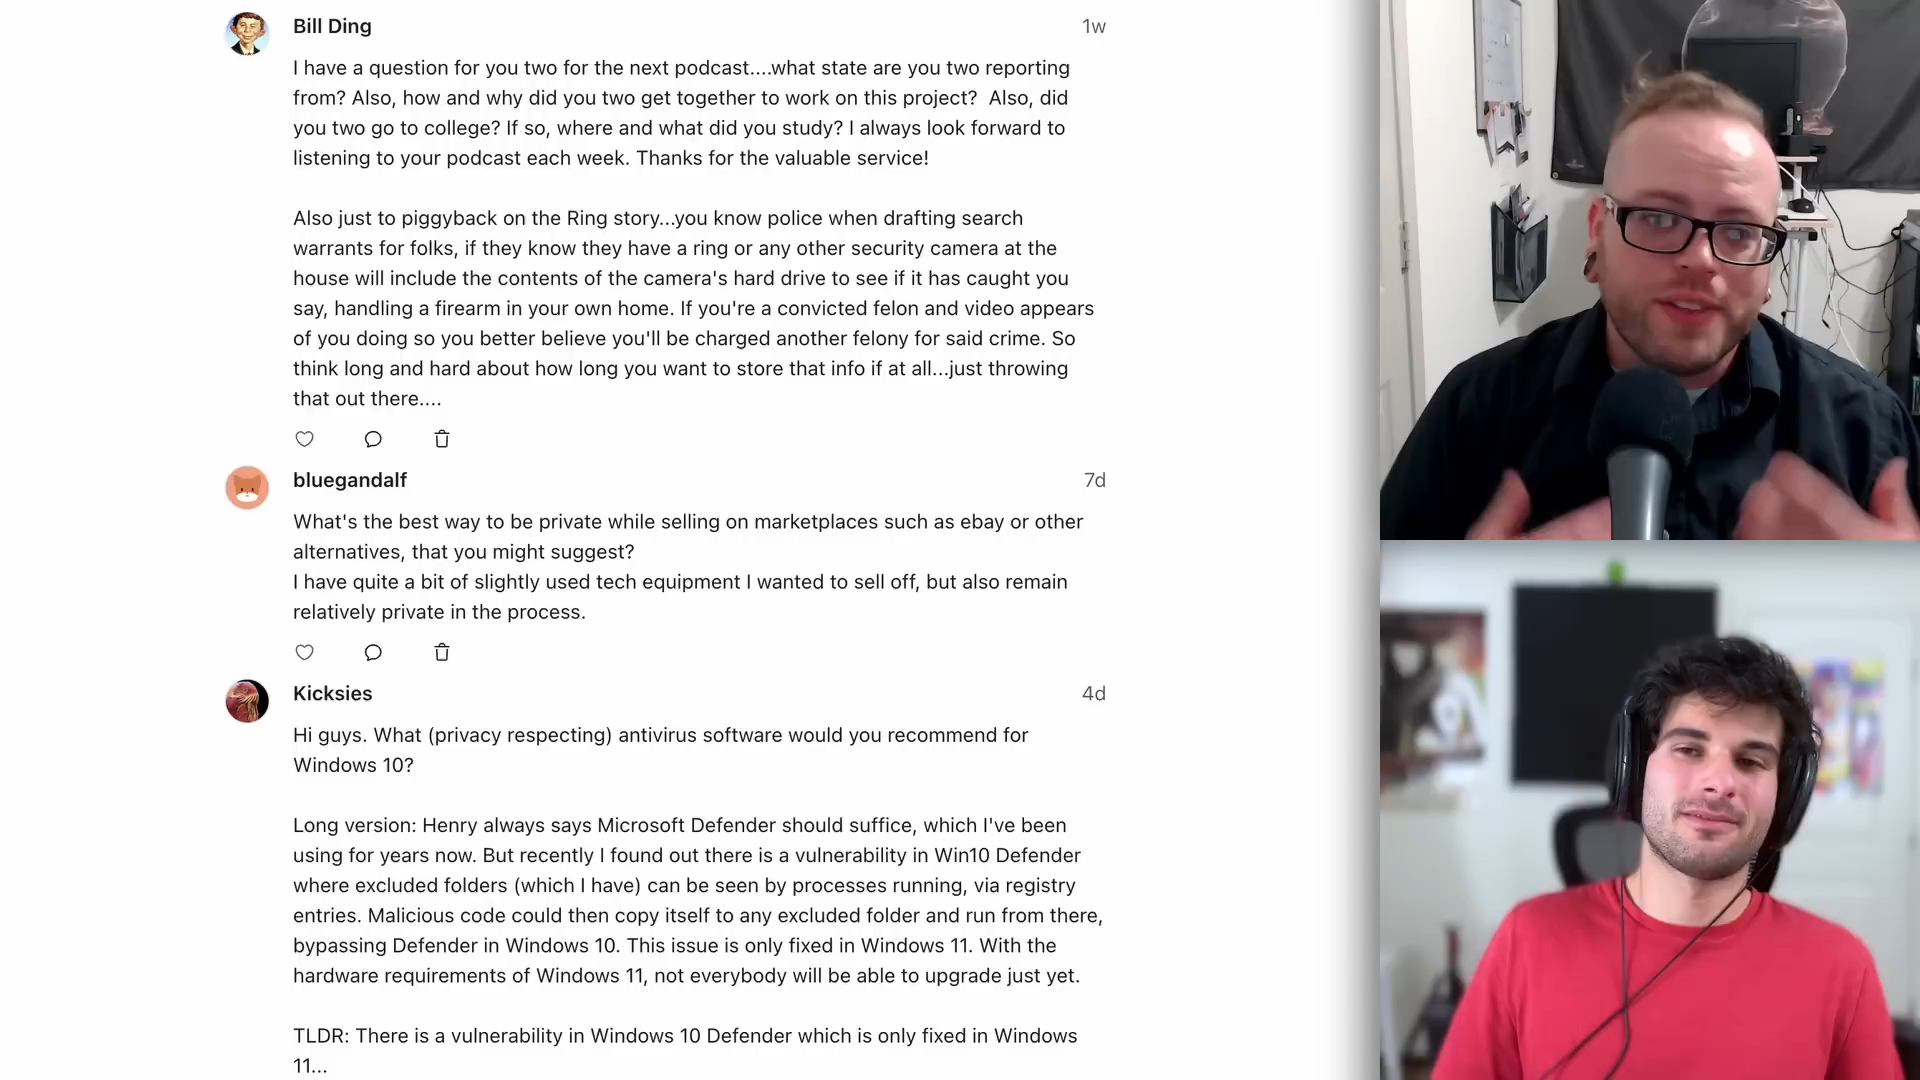 Bill Ding
1w
I have a question for you two for the next podcast....what state are you two reporting
from? Also, how and why did you two get together to work on this project?  Also, did
you two go to college? If so, where and what did you study? I always look forward to
listening to your podcast each week. Thanks for the valuable service!
Also just to piggyback on the Ring story...you know police when drafting search
warrants for folks, if they know they have a ring or any other security camera at the
house will include the contents of the camera's hard drive to see if it has caught you
say, handling a firearm in your own home. If you're a convicted felon and video appears
of you doing so you better believe you'll be charged another felony for said crime. So
think long and hard about how long you want to store that info if at all...just throwing
that out there....
bluegandalf
7d
What's the best way to be private while selling on marketplaces such as ebay or other
alternatives, that you might suggest?
I have quite a bit of slightly used tech equipment I wanted to sell off, but also remain
relatively private in the process.
Kicksies
4d
Hi guys. What (privacy respecting) antivirus software would you recommend for
Windows 10?
Long version: Henry always says Microsoft Defender should suffice, which I've been
using for years now. But recently I found out there is a vulnerability in Win10 Defender
where excluded folders (which I have) can be seen by processes running, via registry
entries. Malicious code could then copy itself to any excluded folder and run from there,
bypassing Defender in Windows 10. This issue is only fixed in Windows 11. With the
hardware requirements of Windows 11, not everybody will be able to upgrade just yet.
TLDR: There is a vulnerability in Windows 10 Defender which is only fixed in Windows
11...